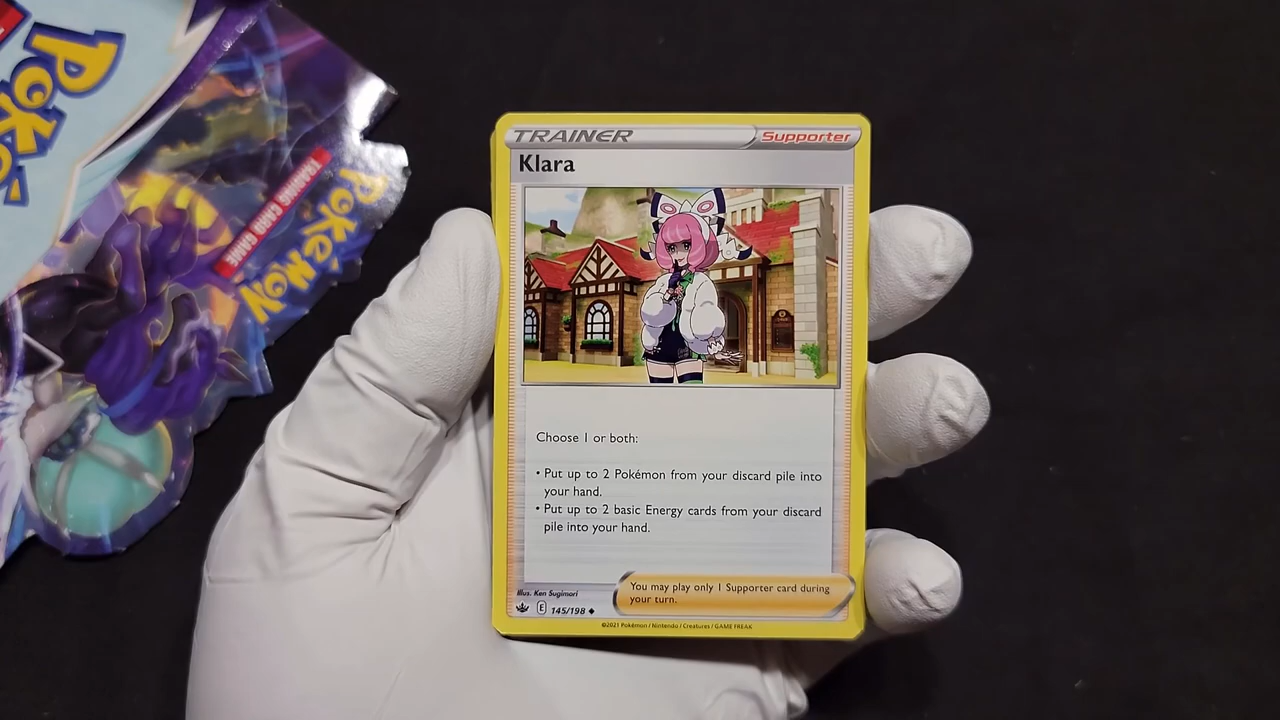 Poké
POKÉMON
TRADING CARD GAME
TRAINER
Supporter
Klara
Choose 1 or both:
• Put up to 2 Pokémon from your discard pile into
your hand.
• Put up to 2 basic Energy cards from your discard
pile into your hand.
You may play only 1 Supporter card during
your turn.
Illus. Ken Sugimori
E 145/198
©2021 Pokémon / Nintendo / Creatures / GAME FREAK